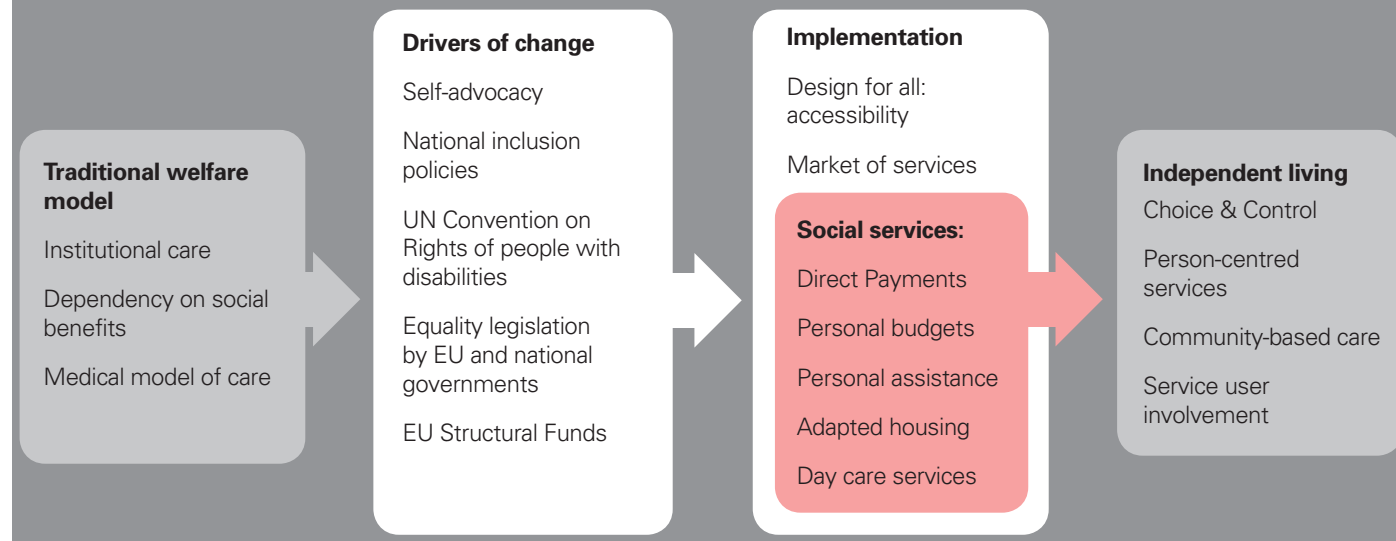 Traditional welfare
model
Institutional care
Dependency on social
benefits
Medical model of care
Drivers of change
Self-advocacy
National inclusion
policies
UN Convention on
Rights of people with
disabilities
Equality legislation
by EU and national
governments
EU Structural Funds
Implementation
Design for all:
accessibility
Market of services
Social services:
Direct Payments
Personal budgets
Personal assistance
Adapted housing
Day care services
Independent living
Choice & Control
Person-centred
services
Community-based care
Service user
involvement